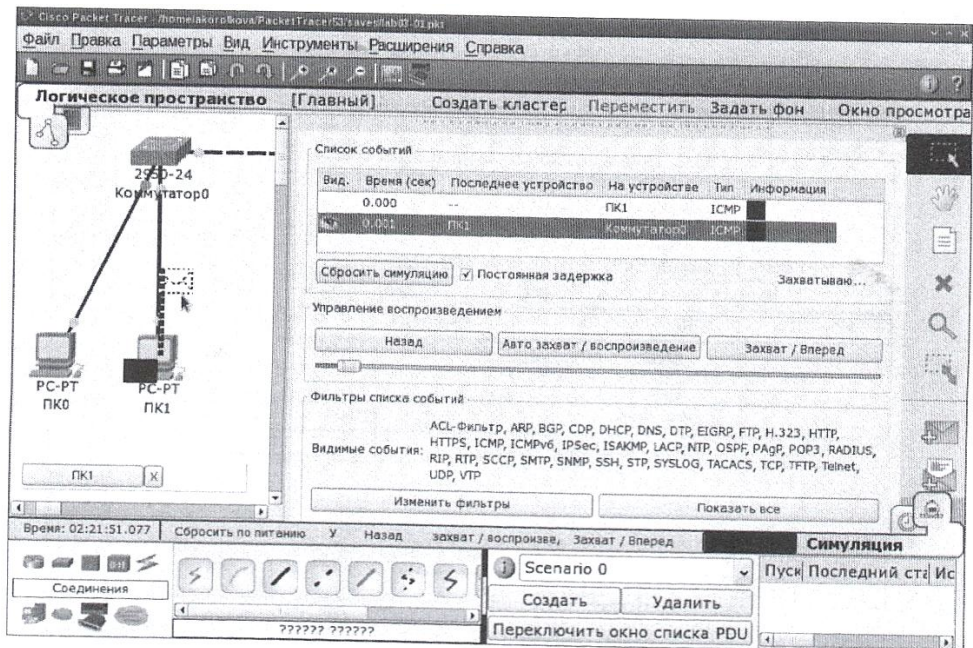 Cisco Packet Tracer - /home/akorolkova/PacketTracer53/saves/lab03-01.pkt
Файл Правка Параметры Вид Инструменты Расширения Справка
Логическое пространство [Главный] Создать кластер Переместить Задать фон Окно просмотра
2950-24
Коммутатор0
PC-PT
ПК0
PC-PT
ПК1
ПК1 X
Список событий
Вид. Время (сек) Последнее устройство На устройстве Тип Информация
0.000 -- ПК1 ICMP
0.001 ПК1 Коммутатор0 ICMP
Сбросить симуляцию Постоянная задержка Захватываю...
Управление воспроизведением
Назад Авто захват / воспроизведение Захват / Вперед
Фильтры списка событий
Видимые события:
ACL-Фильтр, ARP, BGP, CDP, DHCP, DNS, DTP, EIGRP, FTP, H.323, HTTP,
HTTPS, ICMP, ICMPv6, IPSec, ISAKMP, LACP, NTP, OSPF, PAgP, POP3, RADIUS,
RIP, RTP, SCCP, SMTP, SNMP, SSH, STP, SYSLOG, TACACS, TCP, TFTP, Telnet,
UDP, VTP
Изменить фильтры Показать все
Время: 02:21:51.077 Сбросить по питанию У Назад захват / воспроизве, Захват / Вперед Симуляция
Соединения
?????? ??????
Scenario 0
Создать Удалить
Переключить окно списка PDU
Пуск Последний ста Ис